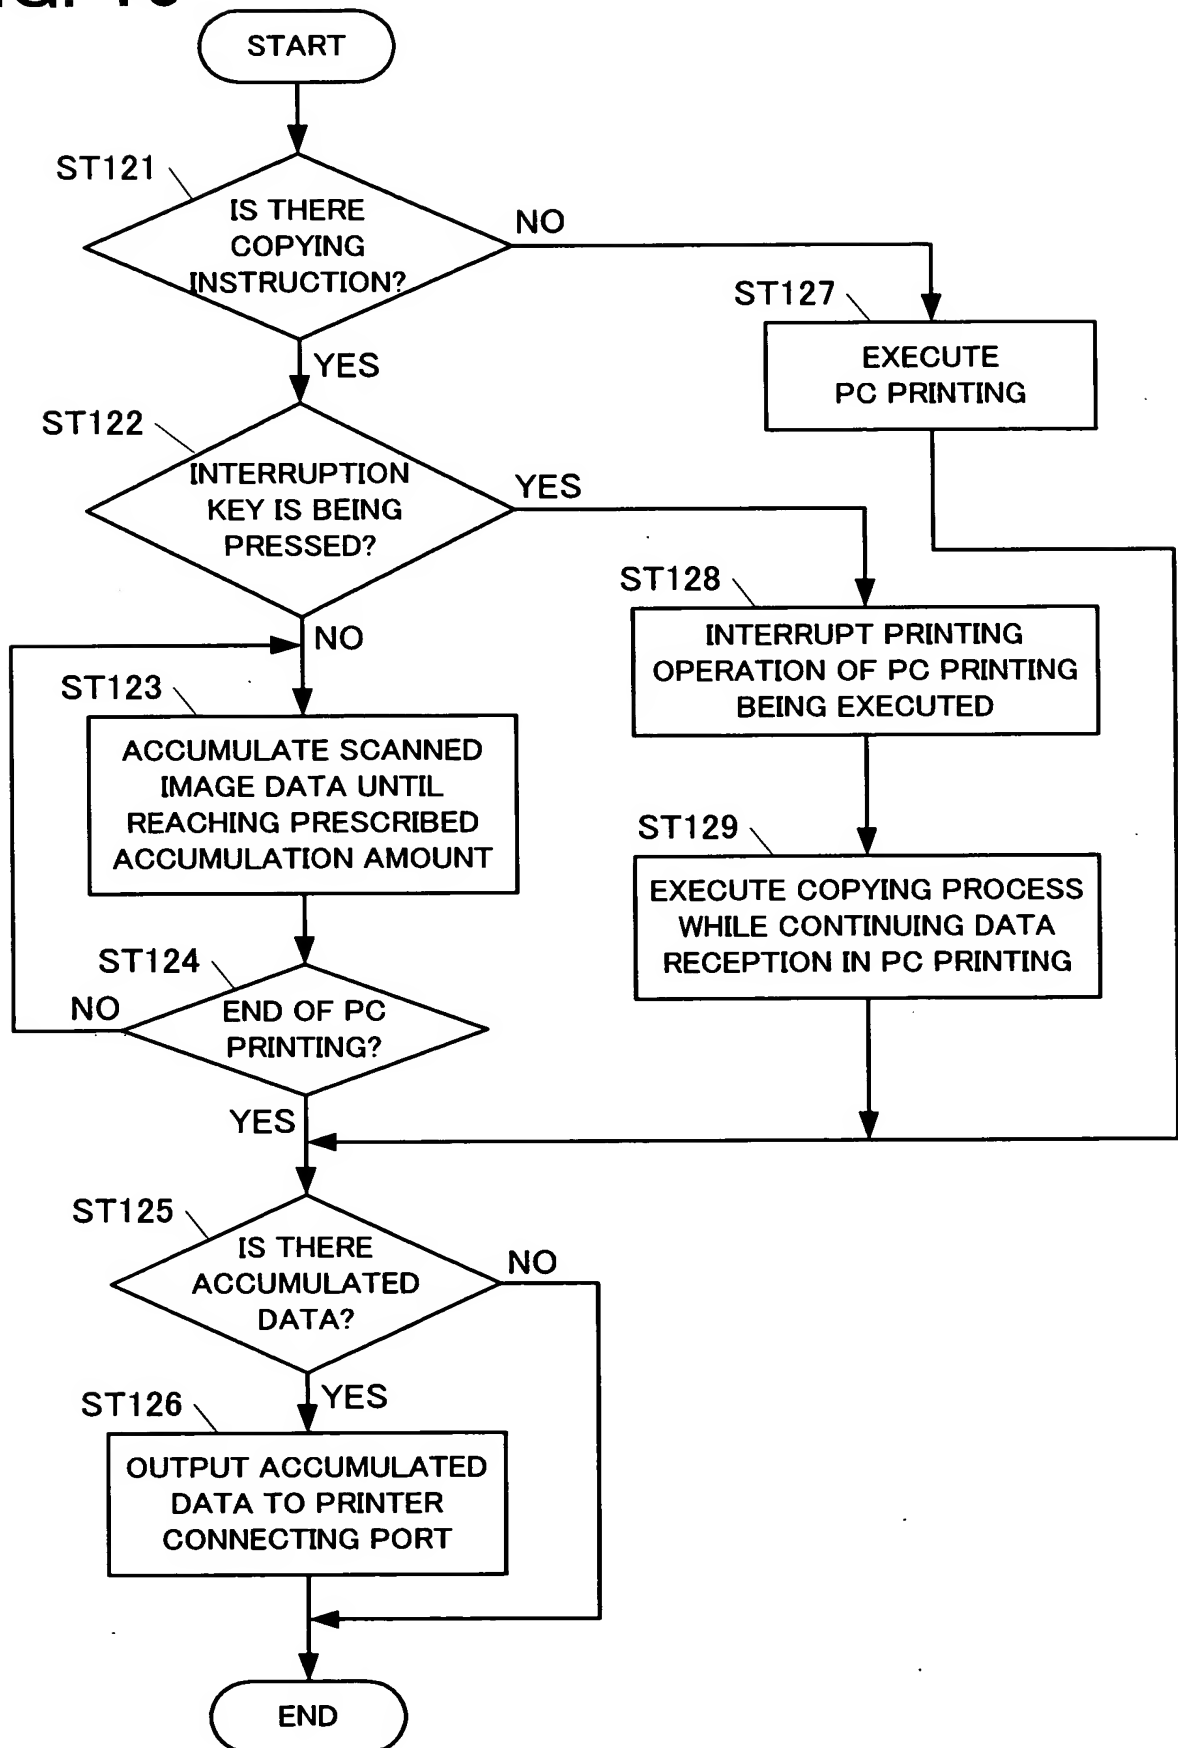 START
ST121
IS THERE
COPYING
INSTRUCTION?
NO
YES
ST127
EXECUTE
PC PRINTING
ST122
INTERRUPTION
KEY IS BEING
PRESSED?
YES
NO
ST128
INTERRUPT PRINTING
OPERATION OF PC PRINTING
BEING EXECUTED
ST123
ACCUMULATE SCANNED
IMAGE DATA UNTIL
REACHING PRESCRIBED
ACCUMULATION AMOUNT
ST129
EXECUTE COPYING PROCESS
WHILE CONTINUING DATA
RECEPTION IN PC PRINTING
ST124
NO
END OF PC
PRINTING?
YES
ST125
IS THERE
ACCUMULATED
DATA?
NO
YES
ST126
OUTPUT ACCUMULATED
DATA TO PRINTER
CONNECTING PORT
END